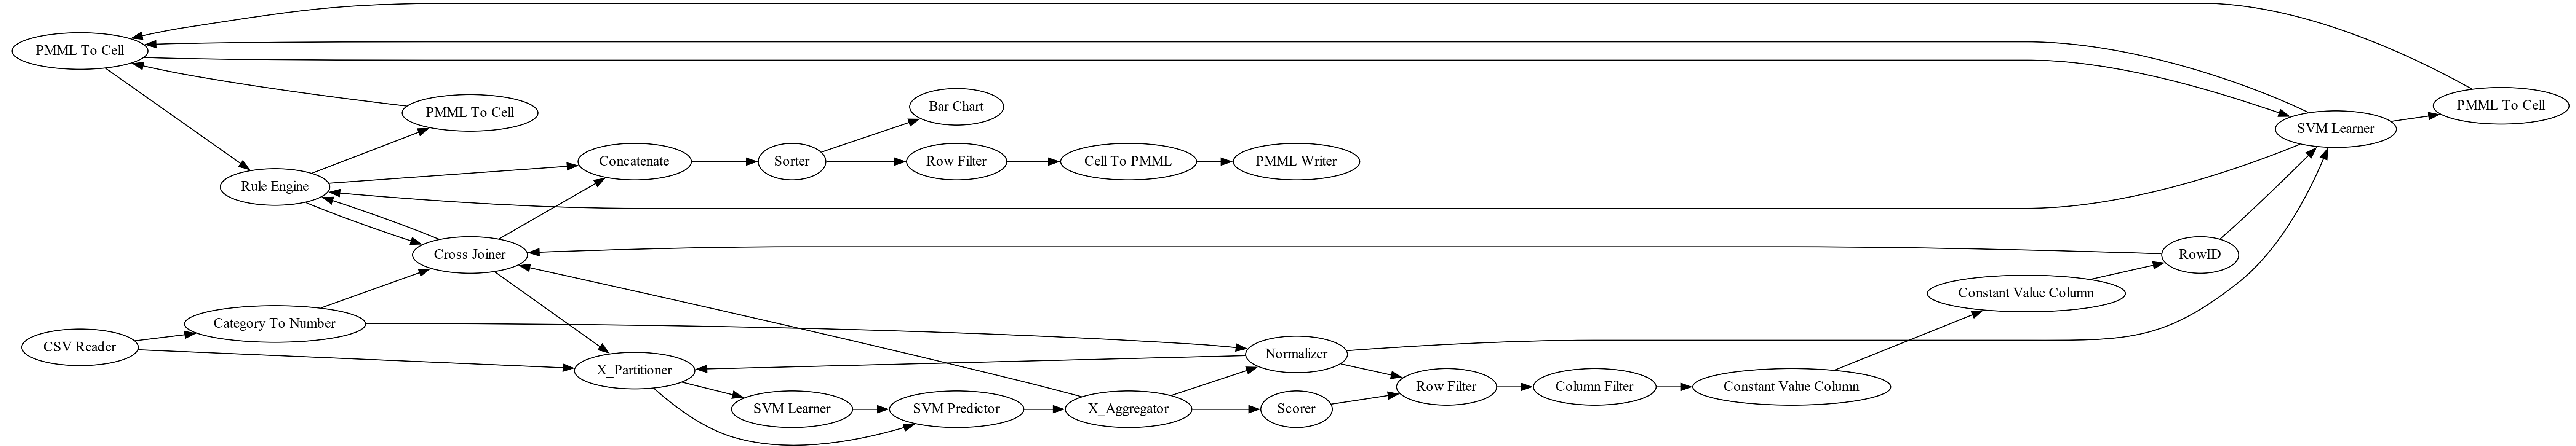 PMML To Cell
PMML To Cell
PMML To Cell
Bar Chart
SVM Learner
Concatenate
Sorter
Row Filter
Cell To PMML
PMML Writer
Rule Engine
Cross Joiner
RowID
Constant Value Column
Category To Number
CSV Reader
Normalizer
X_Partitioner
Row Filter
Column Filter
Constant Value Column
SVM Learner
SVM Predictor
X_Aggregator
Scorer